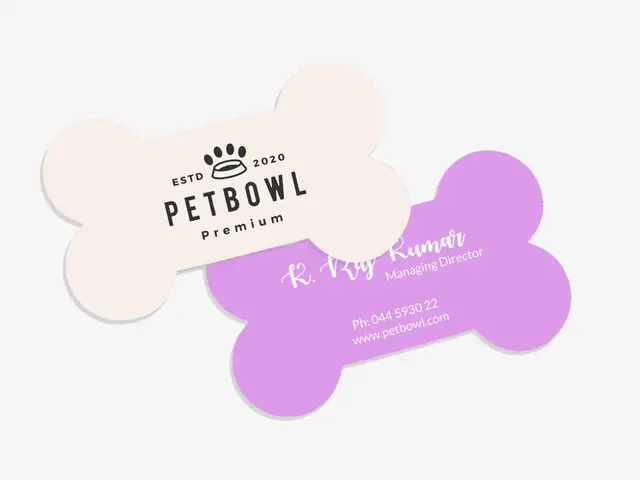 ESTD 2020
PETBOWL
Premium
R. Raj Kumar
Managing Director
Ph: 044 5930 22
www.petbowl.com